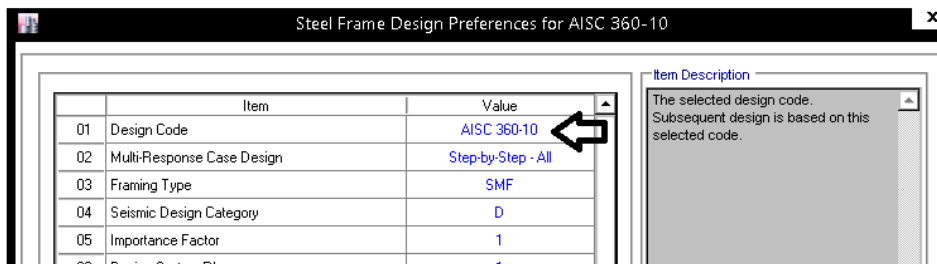 Steel Frame Design Preferences for AISC 360-10
x
Item Value
01 Design Code AISC 360-10
02 Multi-Response Case Design Step-by-Step - All
03 Framing Type SMF
04 Seismic Design Category D
05 Importance Factor 1
Item Description
The selected design code.
Subsequent design is based on this
selected code.